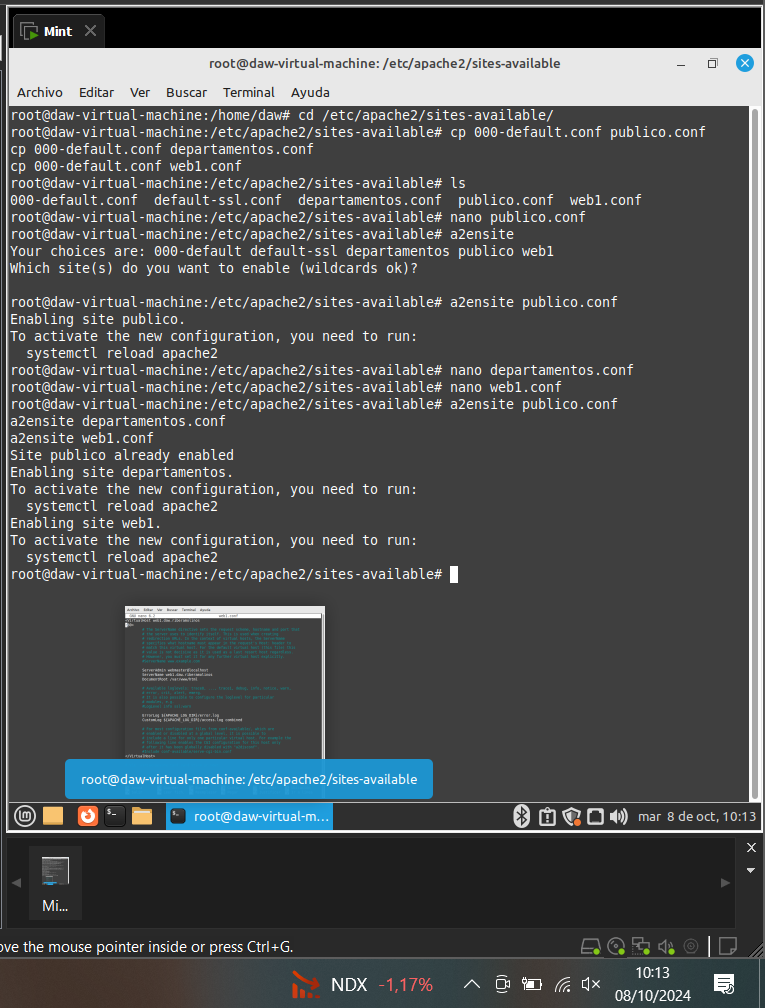 Mint
root@daw-virtual-machine: /etc/apache2/sites-available
Archivo Editar Ver Buscar Terminal Ayuda
root@daw-virtual-machine:/home/daw# cd /etc/apache2/sites-available/
root@daw-virtual-machine:/etc/apache2/sites-available# cp 000-default.conf publico.conf
cp 000-default.conf departamentos.conf
cp 000-default.conf web1.conf
root@daw-virtual-machine:/etc/apache2/sites-available# ls
000-default.conf  default-ssl.conf  departamentos.conf  publico.conf  web1.conf
root@daw-virtual-machine:/etc/apache2/sites-available# nano publico.conf
root@daw-virtual-machine:/etc/apache2/sites-available# a2ensite
Your choices are: 000-default default-ssl departamentos publico web1
Which site(s) do you want to enable (wildcards ok)?
root@daw-virtual-machine:/etc/apache2/sites-available# a2ensite publico.conf
Enabling site publico.
To activate the new configuration, you need to run:
  systemctl reload apache2
root@daw-virtual-machine:/etc/apache2/sites-available# nano departamentos.conf
root@daw-virtual-machine:/etc/apache2/sites-available# nano web1.conf
root@daw-virtual-machine:/etc/apache2/sites-available# a2ensite publico.conf
a2ensite departamentos.conf
a2ensite web1.conf
Site publico already enabled
Enabling site departamentos.
To activate the new configuration, you need to run:
  systemctl reload apache2
Enabling site web1.
To activate the new configuration, you need to run:
  systemctl reload apache2
root@daw-virtual-machine:/etc/apache2/sites-available#
Archivo Editar Ver Buscar Terminal Ayuda
web1.conf
root@daw-virtual-machine: /etc/apache2/sites-available
root@daw-virtual-m... mar 8 de oct, 10:13
Mi...
ove the mouse pointer inside or press Ctrl+G.
NDX -1,17%
10:13
08/10/2024